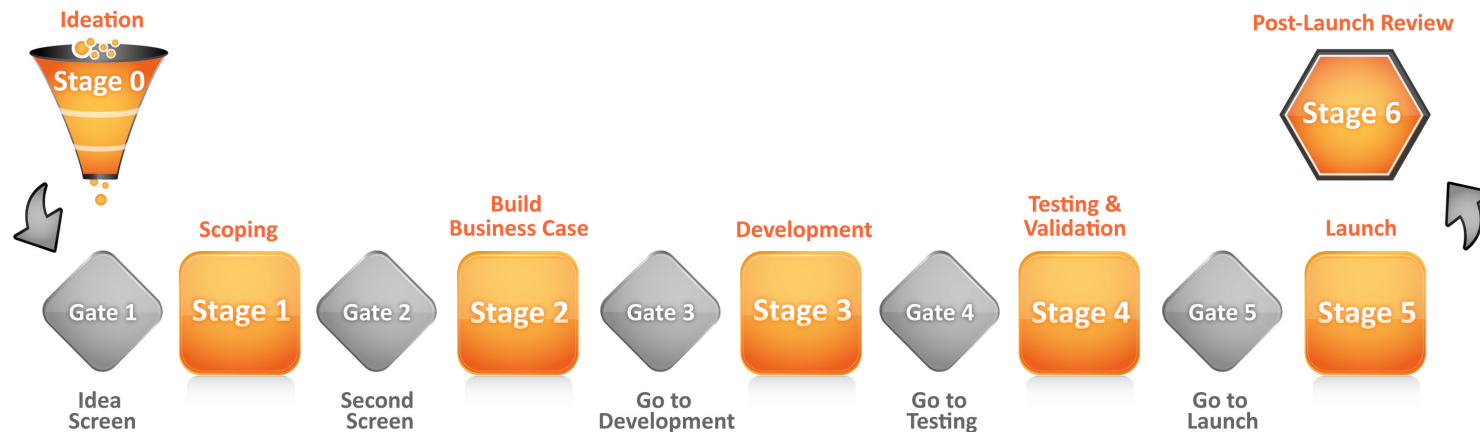 Ideation
Stage 0
Post-Launch Review
Stage 6
Scoping
Build
Business Case
Development
Testing &
Validation
Launch
Gate 1
Stage 1
Gate 2
Stage 2
Gate 3
Stage 3
Gate 4
Stage 4
Gate 5
Stage 5
Idea
Screen
Second
Screen
Go to
Development
Go to
Testing
Go to
Launch